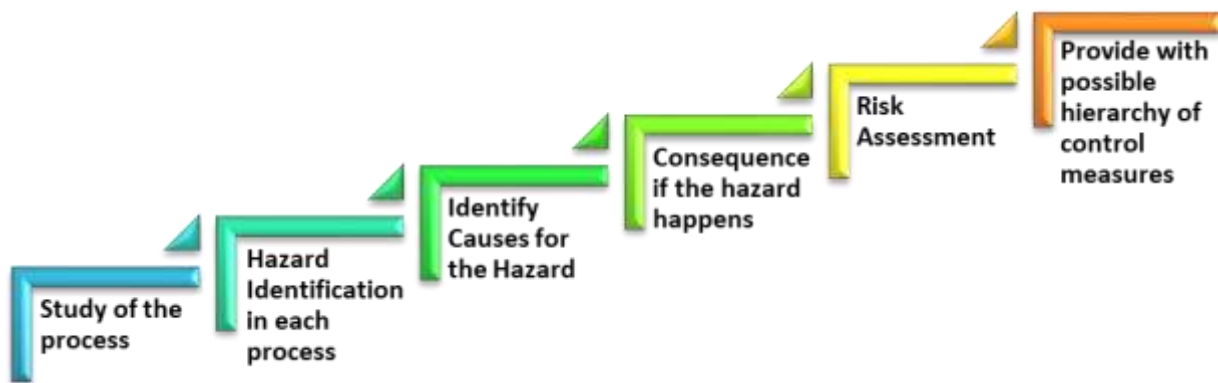 Study of the
process
Hazard
Identification
in each
process
Identify
Causes for
the Hazard
Consequence
if the hazard
happens
Risk
Assessment
Provide with
possible
hierarchy of
control
measures